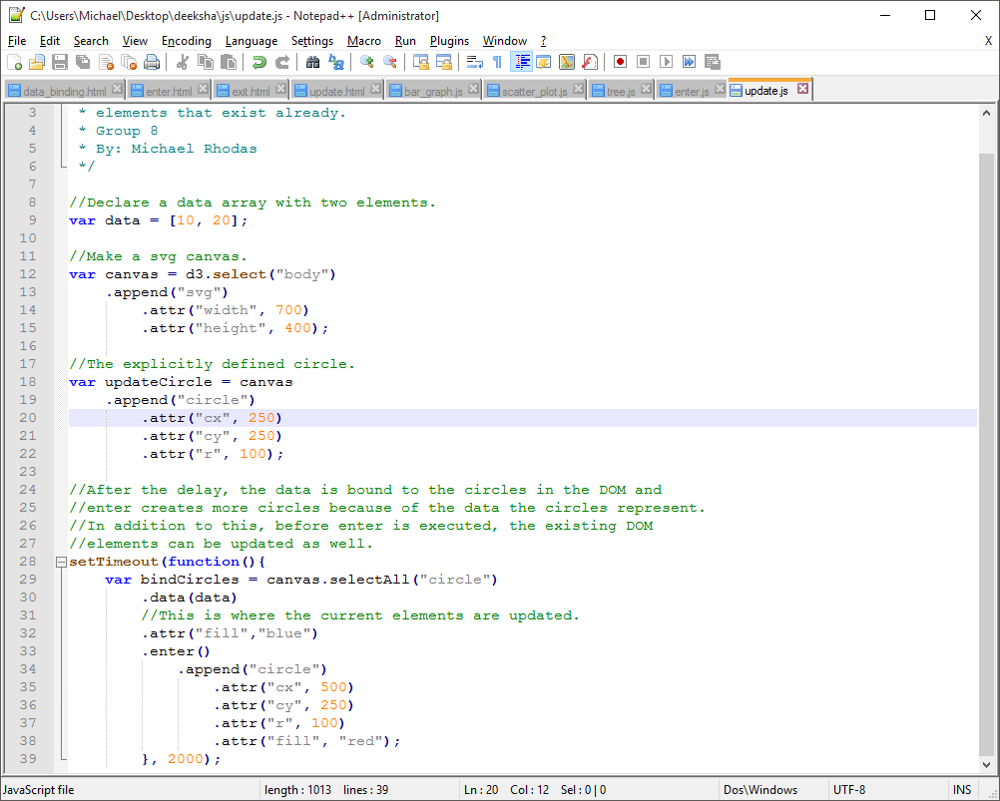 C:\Users\Michael\Desktop\deeksha\js\update.js - Notepad++ [Administrator]
File Edit Search View Encoding Language Settings Macro Run Plugins Window ? X
data_binding.html enter.html exit.html update.html bar_graph.js scatter_plot.js tree.js enter.js update.js
3 * elements that exist already.
4 * Group 8
5 * By: Michael Rhodas
6 */
7
8 //Declare a data array with two elements.
9 var data = [10, 20];
10
11 //Make a svg canvas.
12 var canvas = d3.select("body")
13 .append("svg")
14 .attr("width", 700)
15 .attr("height", 400);
16
17 //The explicitly defined circle.
18 var updateCircle = canvas
19 .append("circle")
20 .attr("cx", 250)
21 .attr("cy", 250)
22 .attr("r", 100);
23
24 //After the delay, the data is bound to the circles in the DOM and
25 //enter creates more circles because of the data the circles represent.
26 //In addition to this, before enter is executed, the existing DOM
27 //elements can be updated as well.
28 setTimeout(function(){
29 var bindCircles = canvas.selectAll("circle")
30 .data(data)
31 //This is where the current elements are updated.
32 .attr("fill","blue")
33 .enter()
34 .append("circle")
35 .attr("cx", 500)
36 .attr("cy", 250)
37 .attr("r", 100)
38 .attr("fill", "red");
39 }, 2000);
JavaScript file length : 1013 lines : 39 Ln : 20 Col : 12 Sel : 0 | 0 Dos\Windows UTF-8 INS